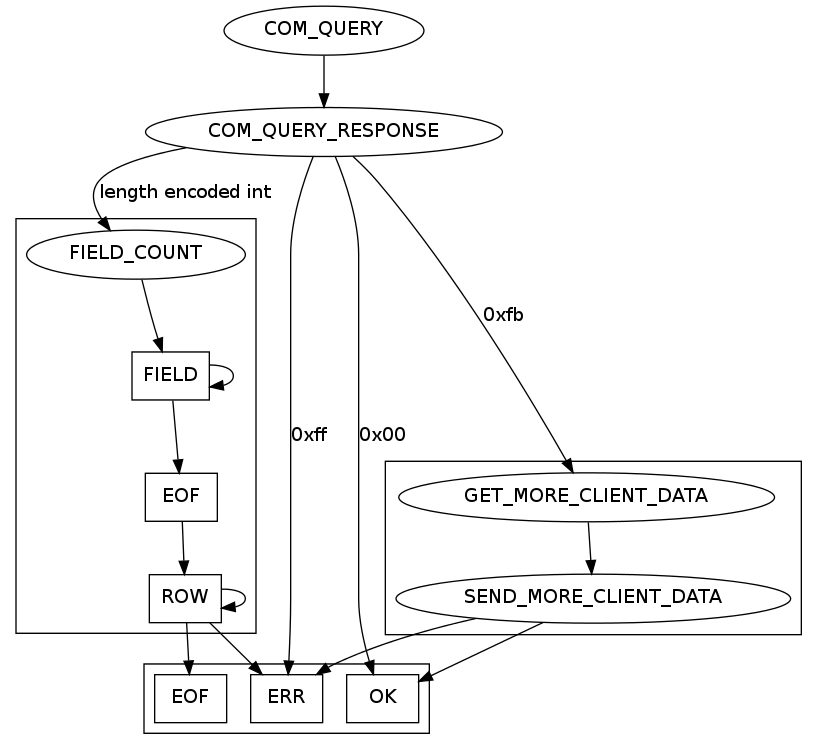 COM_QUERY
COM_QUERY_RESPONSE
length encoded int
FIELD_COUNT
0xfb
FIELD
0xff
0x00
EOF
GET_MORE_CLIENT_DATA
ROW
SEND_MORE_CLIENT_DATA
EOF
ERR
OK